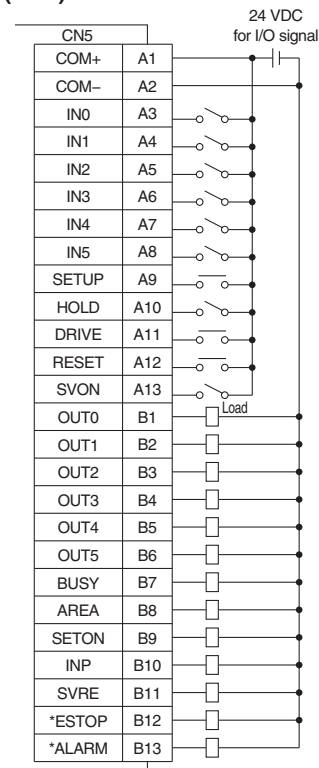 24 VDC
for I/O signal
CN5
COM+ A1
COM− A2
IN0 A3
IN1 A4
IN2 A5
IN3 A6
IN4 A7
IN5 A8
SETUP A9
HOLD A10
DRIVE A11
RESET A12
SVON A13
Load
OUT0 B1
OUT1 B2
OUT2 B3
OUT3 B4
OUT4 B5
OUT5 B6
BUSY B7
AREA B8
SETON B9
INP B10
SVRE B11
*ESTOP B12
*ALARM B13